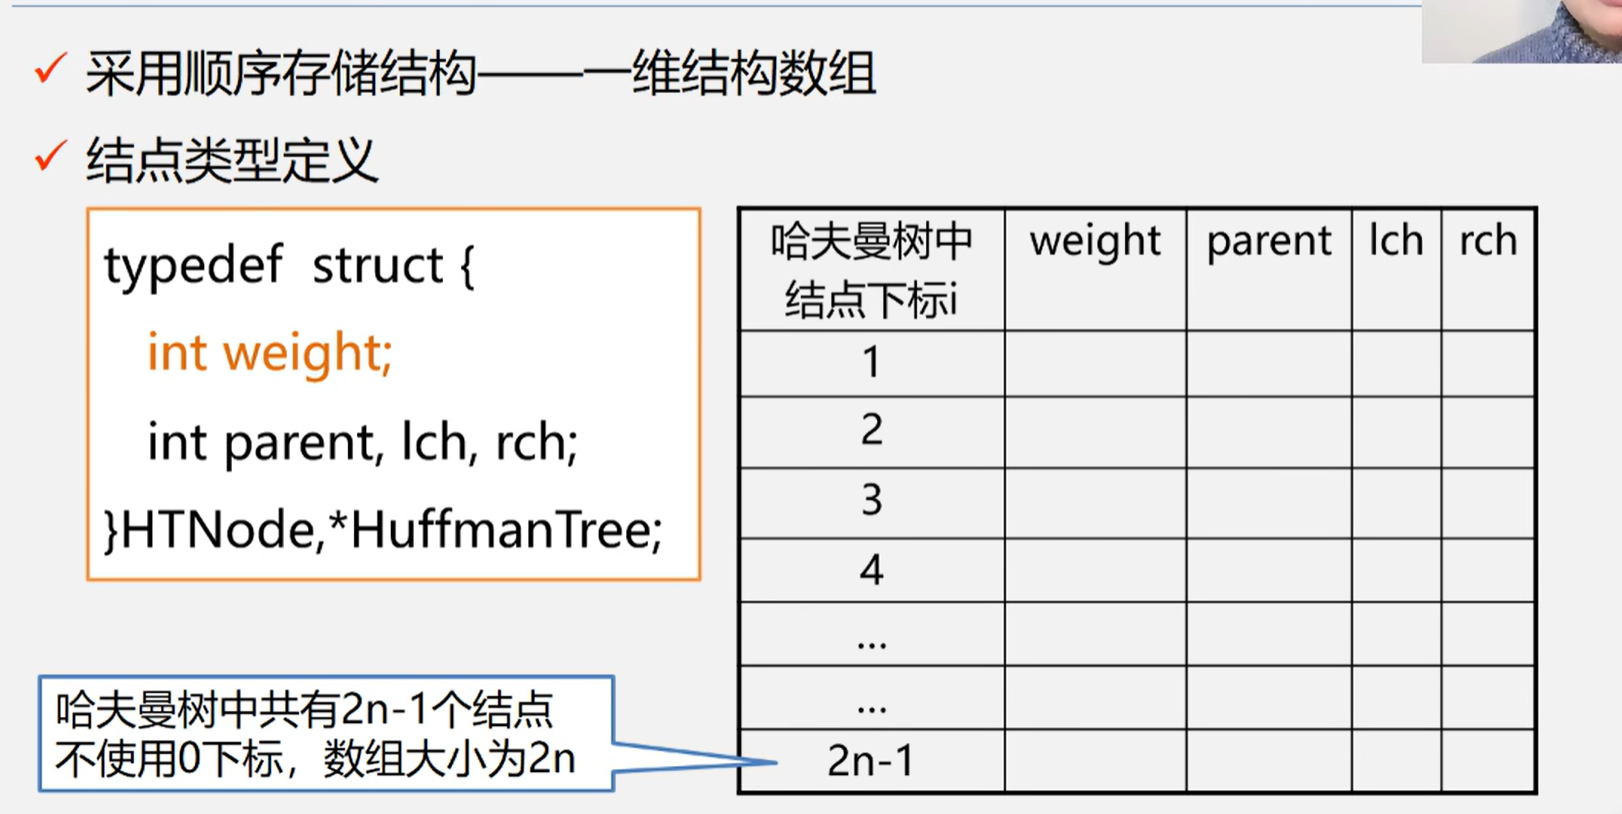 采用顺序存储结构——一维结构数组
结点类型定义
typedef struct {
int weight;
int parent, lch, rch;
}HTNode,*HuffmanTree;
哈夫曼树中共有2n-1个结点
不使用0下标，数组大小为2n
哈夫曼树中 weight parent lch rch
结点下标i
1
2
3
4
...
...
2n-1